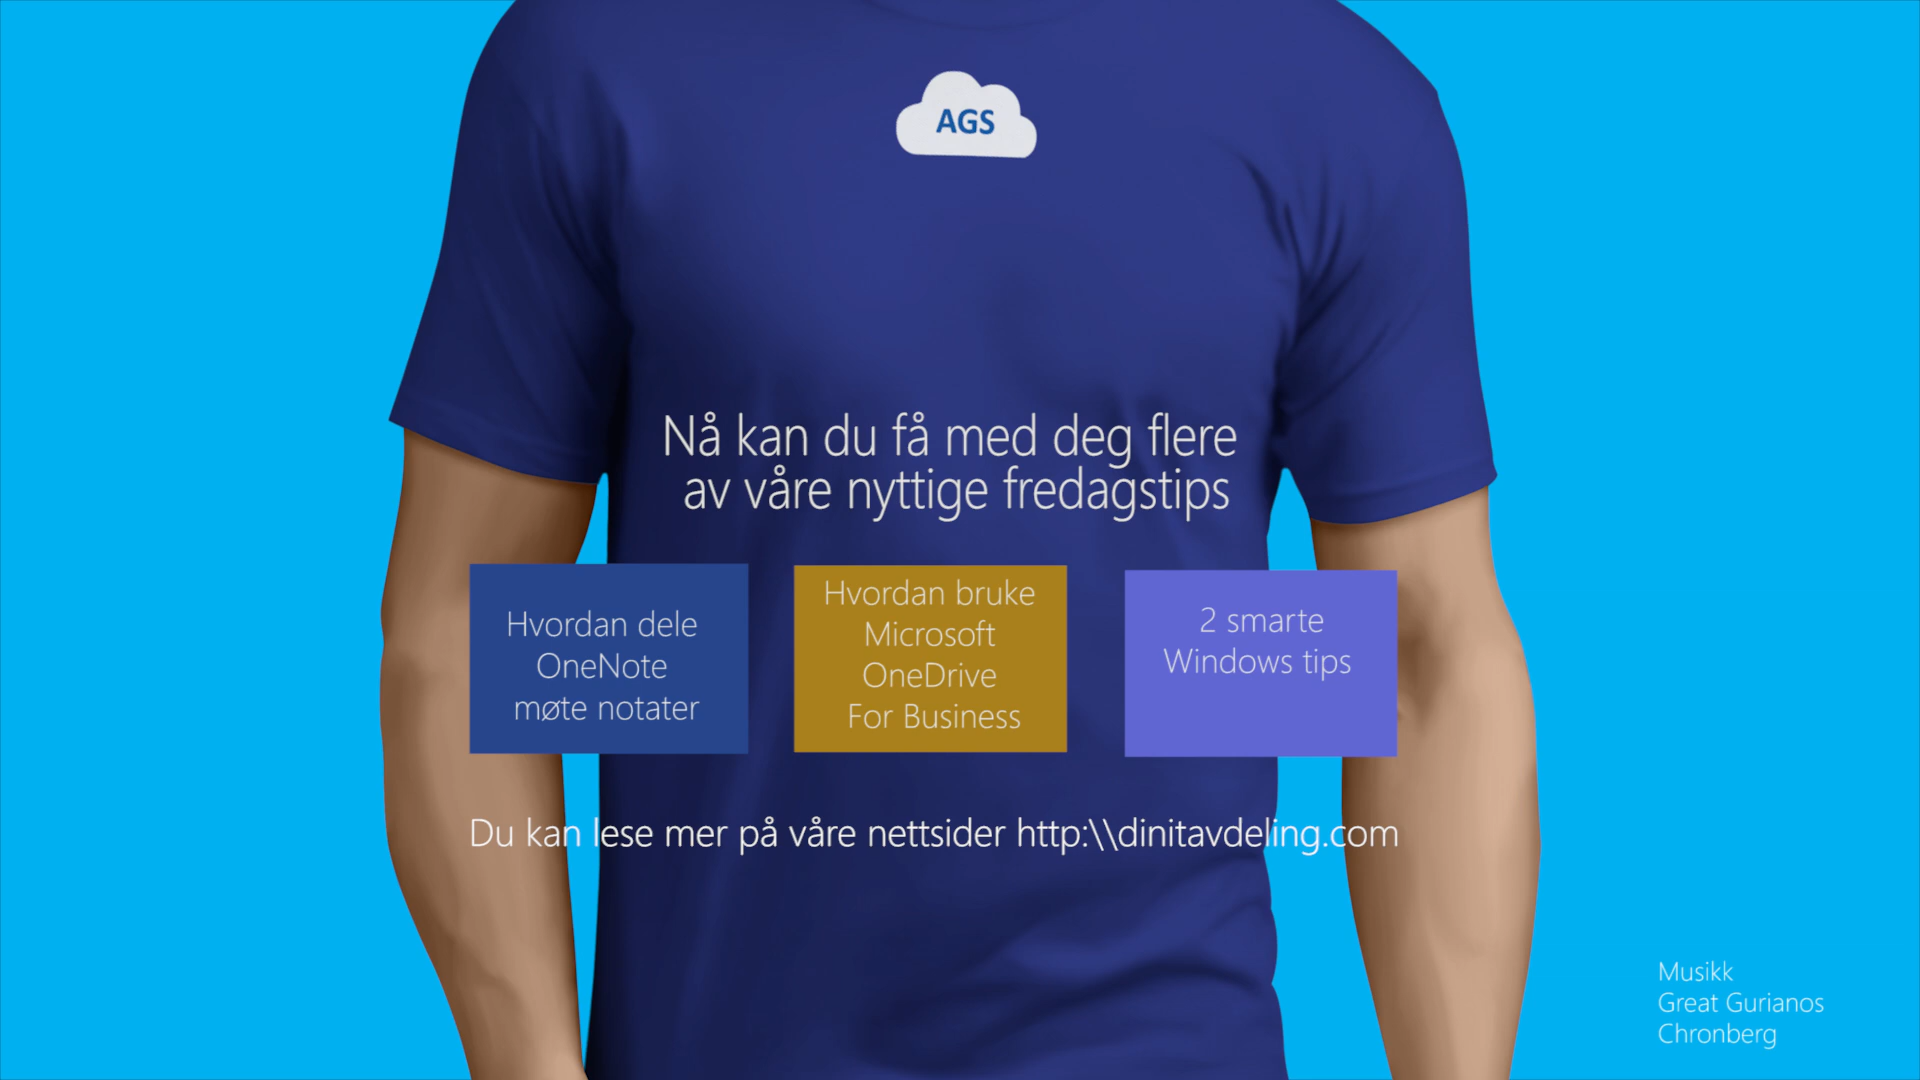 AGS
Nå kan du få med deg flere
av våre nyttige fredagstips
Hvordan dele
OneNote
møte notater
Hvordan bruke
Microsoft
OneDrive
For Business
2 smarte
Windows tips
Du kan lese mer på våre nettsider http:\\dinitavdeling.com
Musikk
Great Gurianos
Chronberg